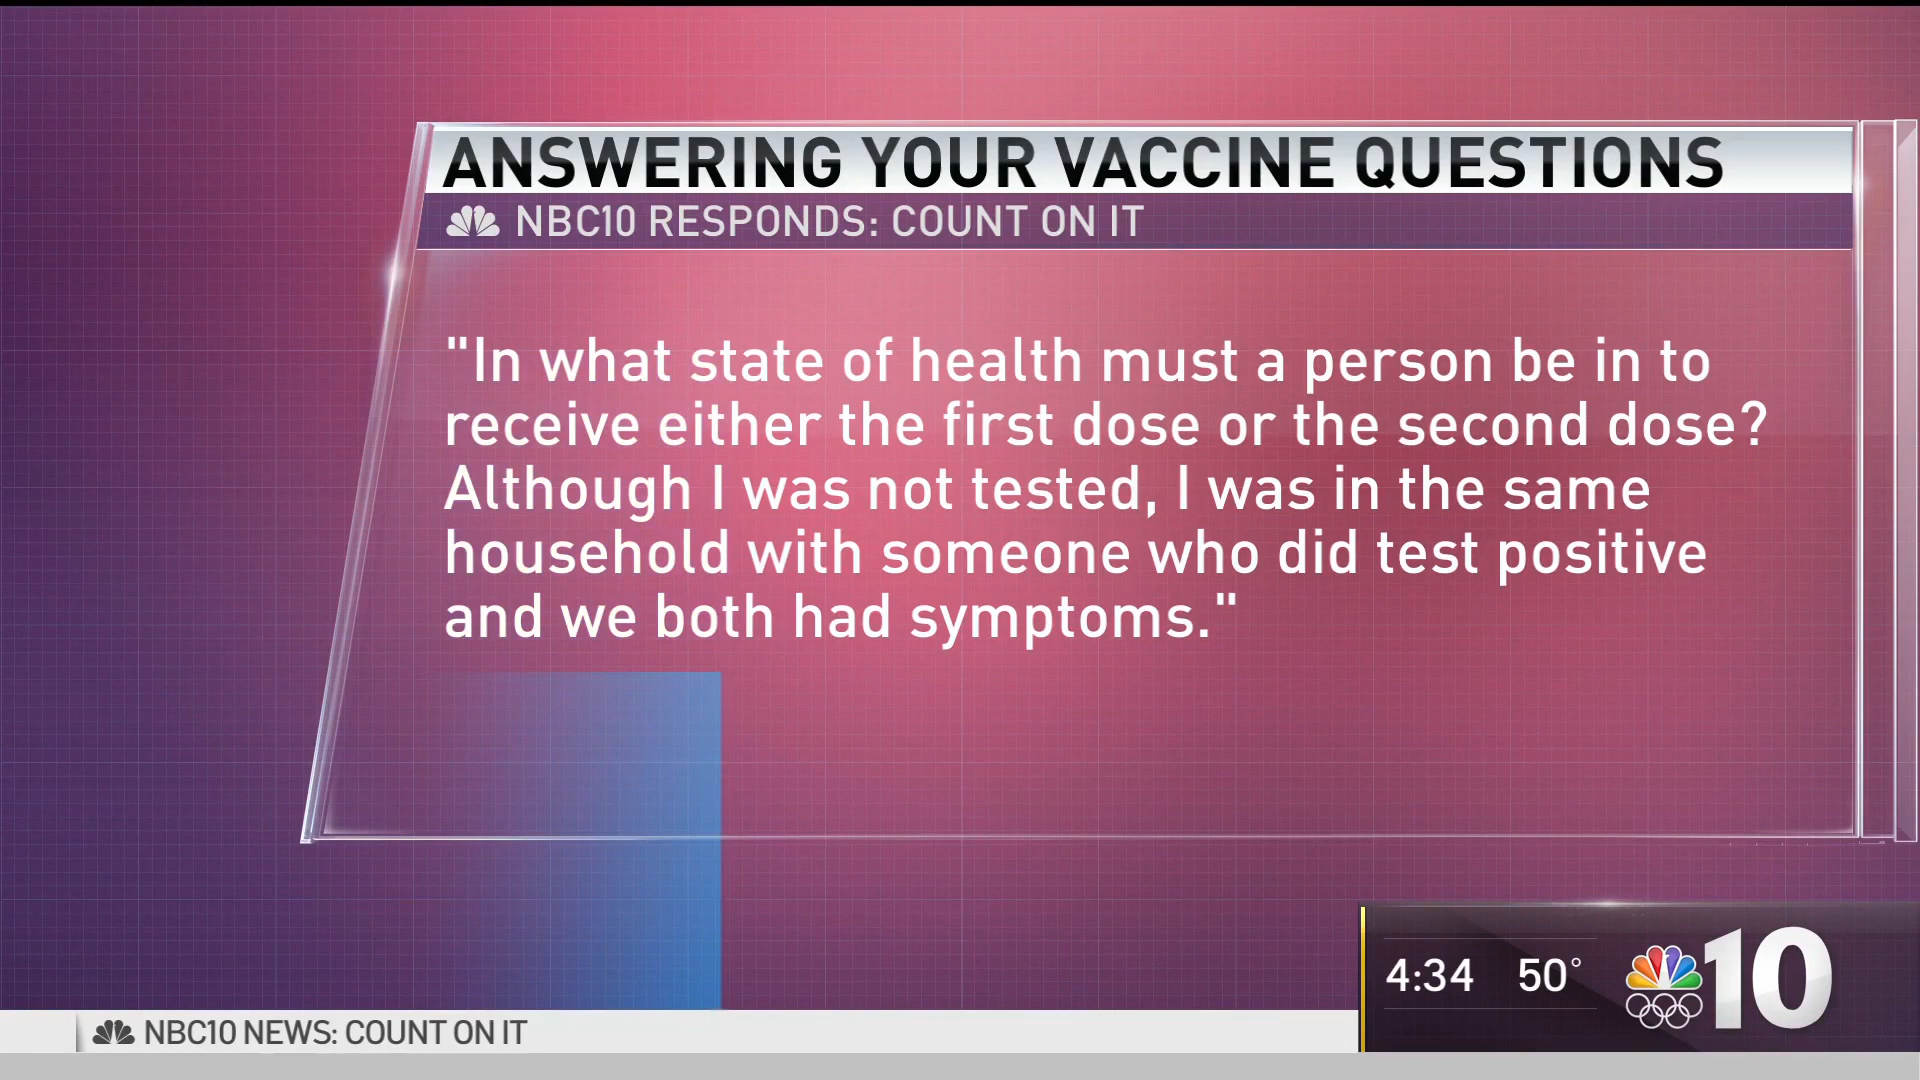 ANSWERING YOUR VACCINE QUESTIONS
NBC10 RESPONDS: COUNT ON IT
"In what state of health must a person be in to
receive either the first dose or the second dose?
Although I was not tested, I was in the same
household with someone who did test positive
and we both had symptoms."
4:34 50° 10
NBC10 NEWS: COUNT ON IT